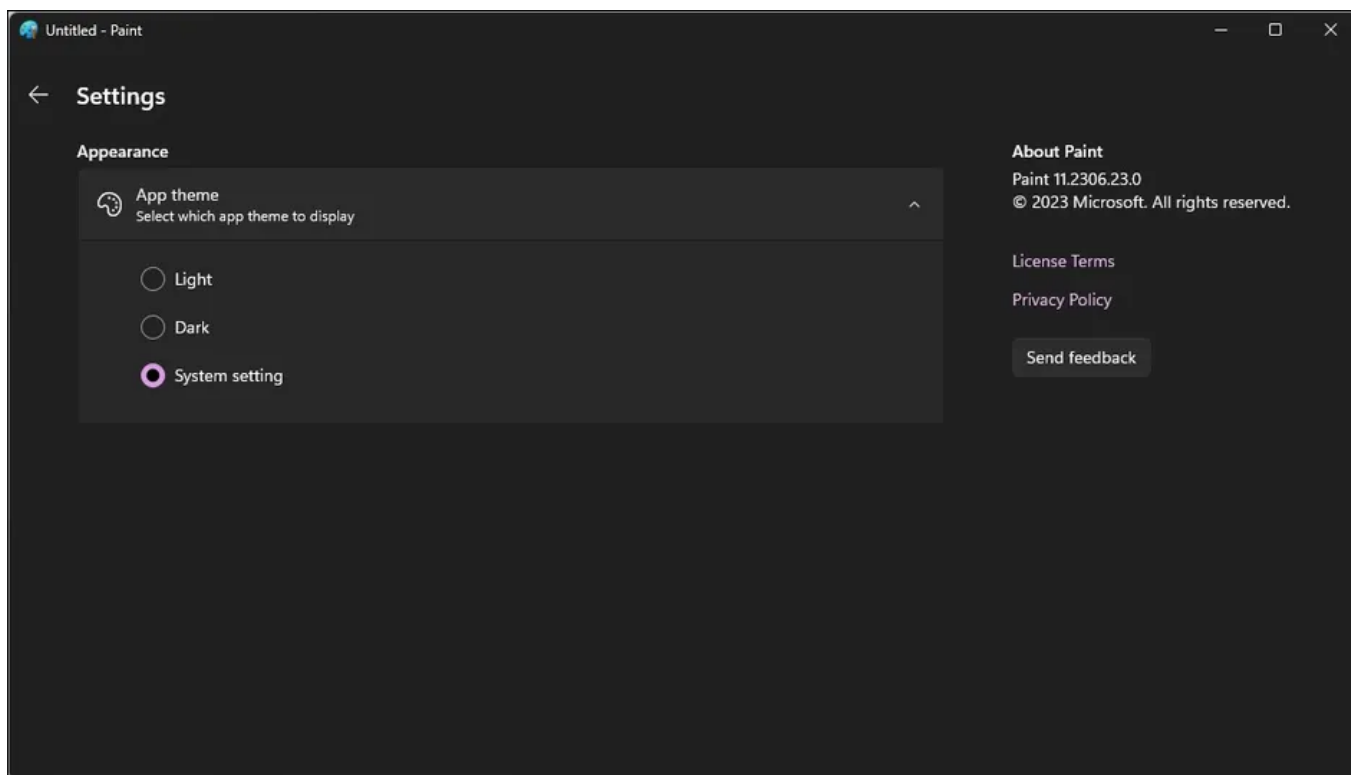 Untitled - Paint
Settings
Appearance
App theme
Select which app theme to display
Light
Dark
System setting
About Paint
Paint 11.2306.23.0
© 2023 Microsoft. All rights reserved.
License Terms
Privacy Policy
Send feedback